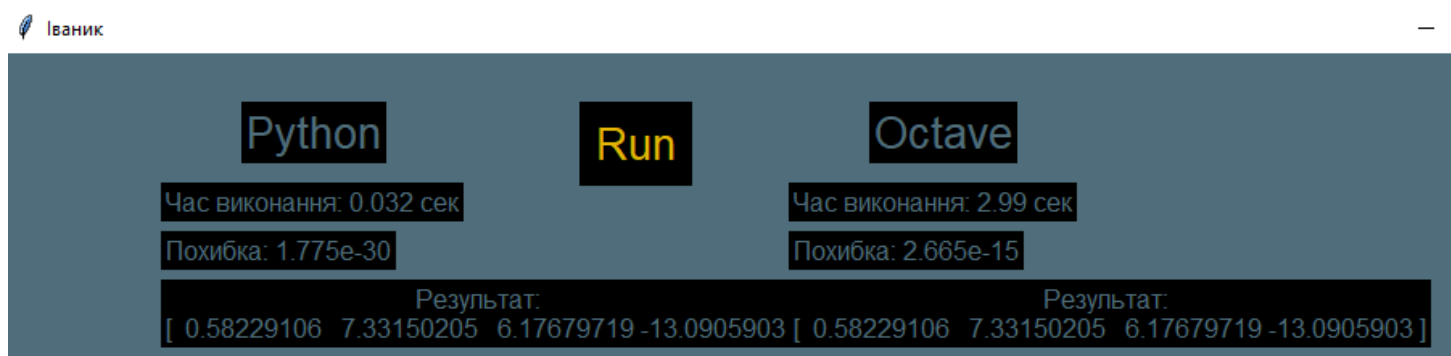 Іваник
Python
Run
Octave
Час виконання: 0.032 сек
Час виконання: 2.99 сек
Похибка: 1.775e-30
Похибка: 2.665e-15
Результат:
Результат:
[  0.58229106   7.33150205   6.17679719 -13.0905903
[  0.58229106   7.33150205   6.17679719 -13.0905903 ]